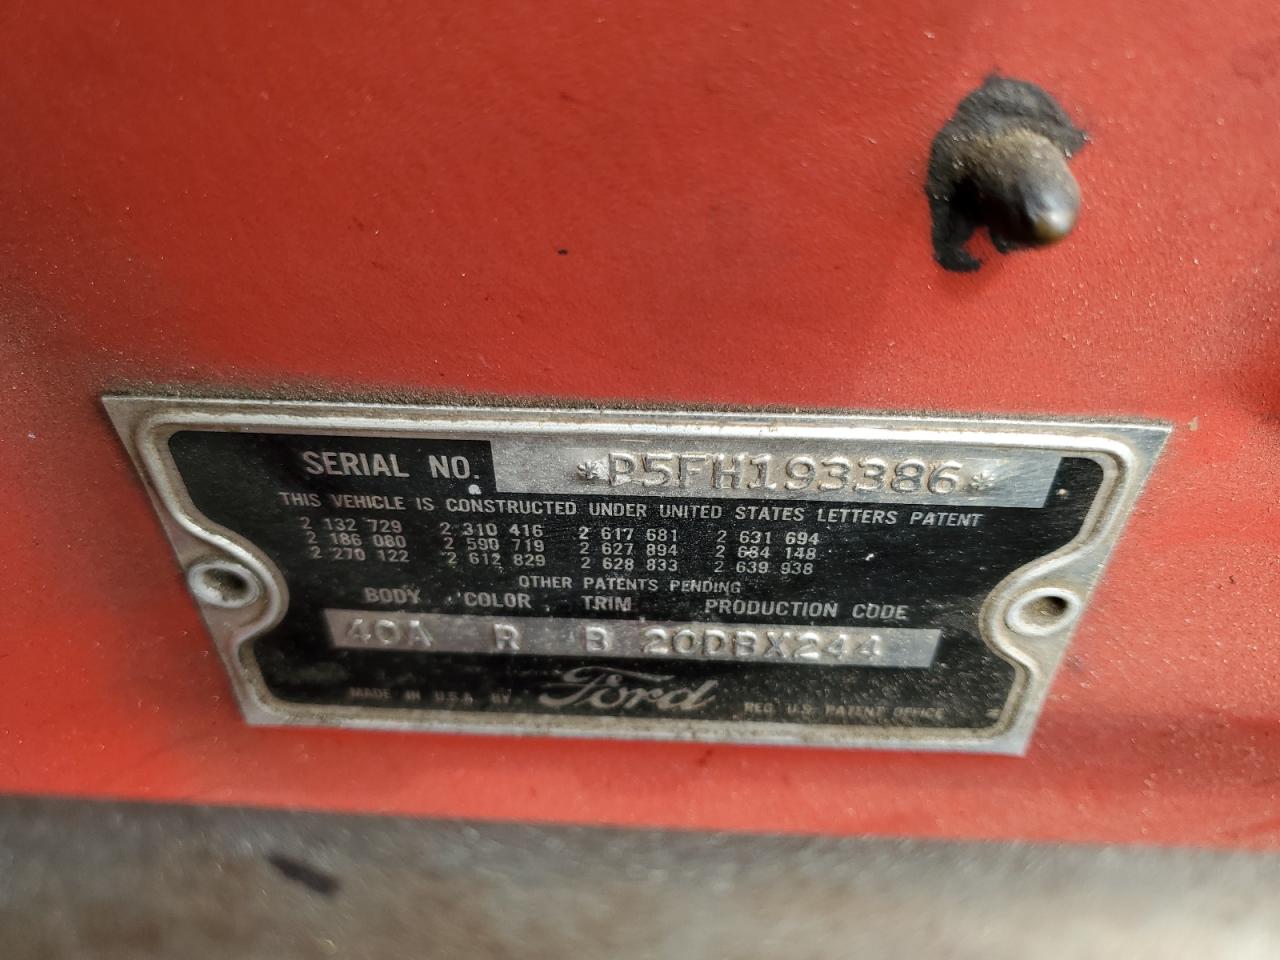 SERIAL NO. *P5FH193386*
THIS VEHICLE IS CONSTRUCTED UNDER UNITED STATES LETTERS PATENT
2 132 729 2 310 416 2 617 681 2 631 694
2 186 080 2 590 719 2 627 894 2 684 148
2 270 122 2 612 829 2 628 833 2 639 938
OTHER PATENTS PENDING
BODY COLOR TRIM PRODUCTION CODE
40A R B 20DBX244
MADE IN U.S.A. BY Ford REG. U.S. PATENT OFFICE